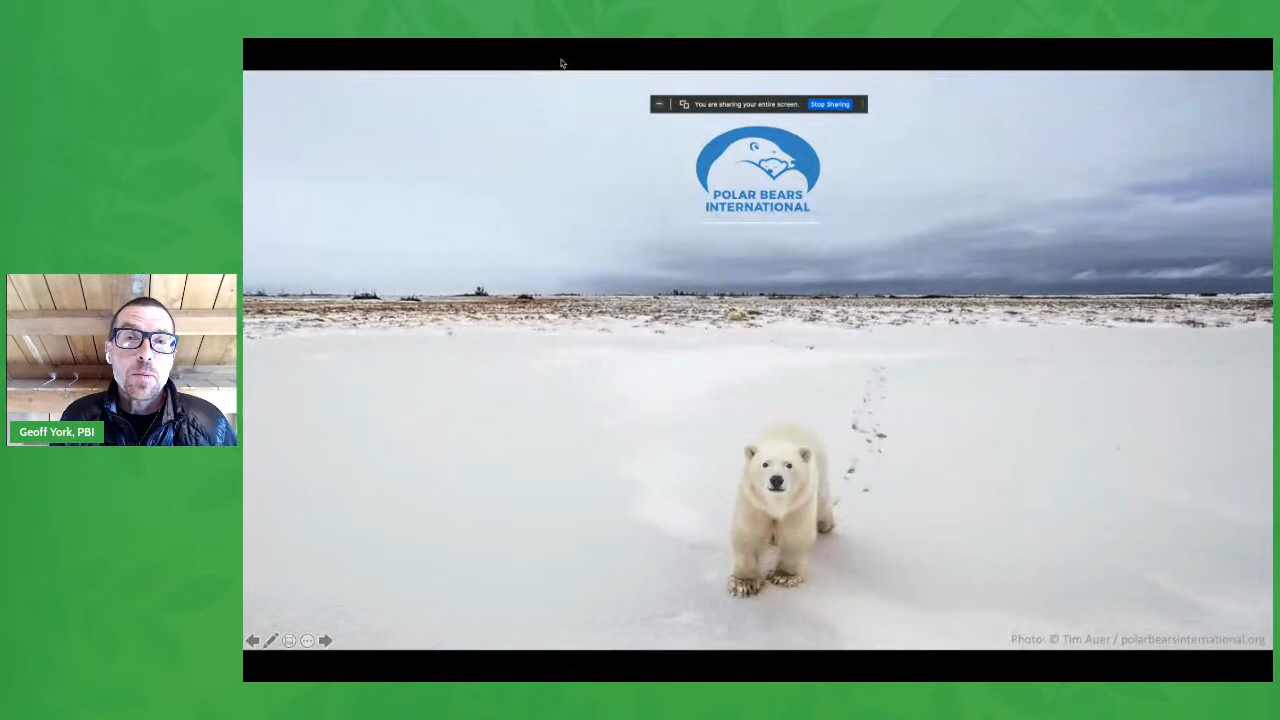 You are sharing your entire screen. Stop Sharing
POLAR BEARS
INTERNATIONAL
Geoff York, PBI
Photo: © Tim Auer / polarbearsinternational.org